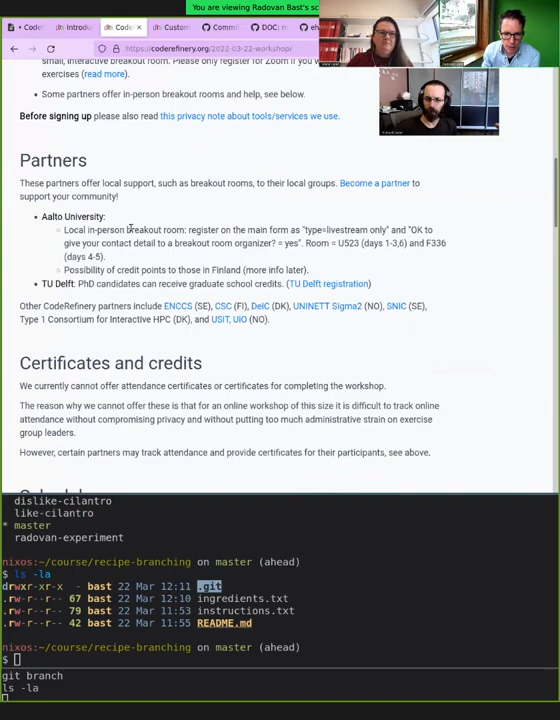 You are viewing Radovan Bast's sc
CodeR
Introdu
Code
Custom
Commit
DOC: m
https://coderefinery.org/2022-03-22-workshop/
small, interactive breakout room. Please only register for Zoom if you w
exercises (read more).
Some partners offer in-person breakout rooms and help, see below.
Before signing up please also read this privacy note about tools/services we use.
Partners
These partners offer local support, such as breakout rooms, to their local groups. Become a partner to
support your community!
Aalto University:
Local in-person breakout room: register on the main form as "type=livestream only" and "OK to
give your contact detail to a breakout room organizer? = yes". Room = U523 (days 1-3,6) and F336
(days 4-5).
Possibility of credit points to those in Finland (more info later).
TU Delft: PhD candidates can receive graduate school credits. (TU Delft registration)
Other CodeRefinery partners include ENCCS (SE), CSC (FI), DeiC (DK), UNINETT Sigma2 (NO), SNIC (SE),
Type 1 Consortium for Interactive HPC (DK), and USIT, UiO (NO).
Certificates and credits
We currently cannot offer attendance certificates or certificates for completing the workshop.
The reason why we cannot offer these is that for an online workshop of this size it is difficult to track online
attendance without compromising privacy and without putting too much administrative strain on exercise
group leaders.
However, certain partners may track attendance and provide certificates for their participants, see above.
dislike-cilantro
like-cilantro
* master
radovan-experiment
nixos:~/course/recipe-branching on master (ahead)
$ ls -la
drwxr-xr-x - bast 22 Mar 12:11 .git
.rw-r--r-- 67 bast 22 Mar 12:10 ingredients.txt
.rw-r--r-- 79 bast 22 Mar 11:53 instructions.txt
.rw-r--r-- 42 bast 22 Mar 11:55 README.md
nixos:~/course/recipe-branching on master (ahead)
$
git branch
ls -la